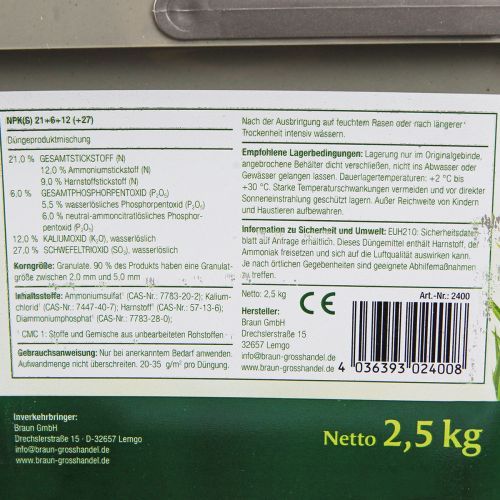 NPK(S) 21+6+12 (+27)
Düngeproduktmischung
21.0 % GESAMTSTICKSTOFF (N)
12.0 % Ammoniumstickstoff (N)
9.0 % Harnstoffstickstoff (N)
6.0 % GESAMTPHOSPHORPENTOXID (P₂O₅)
5.5 % wasserlösliches Phosphorpentoxid (P₂O₅)
6.0 % neutral-ammoncitratlösliches Phosphor-
pentoxid (P₂O₅)
12.0 % KALIUMOXID (K₂O), wasserlöslich
27.0 % SCHWEFELTRIOXID (SO₃), wasserlöslich
Korngröße: Granulate. 90 % des Produkts haben eine Granulat-
größe zwischen 2,0 mm und 5,0 mm.
Inhaltsstoffe: Ammoniumsulfat¹ (CAS-Nr.: 7783-20-2); Kalium-
chlorid¹ (CAS-Nr.: 7447-40-7); Harnstoff¹ (CAS-Nr.: 57-13-6);
Diammoniumphosphat¹ (CAS-Nr.: 7783-28-0);
¹ CMC 1: Stoffe und Gemische aus unbearbeiteten Rohstoffen
Gebrauchsanweisung: Nur bei anerkanntem Bedarf anwenden.
Aufwandmenge nicht überschreiten. 20-35 g/m² pro Düngung.
Nach der Ausbringung auf feuchtem Rasen oder nach längerer
Trockenheit intensiv wässern.
Empfohlene Lagerbedingungen: Lagerung nur im Originalgebinde,
angebrochene Behälter dicht verschließen, nicht ins Abwasser oder
Gewässer gelangen lassen. Dauerlagertemperaturen: +2 °C bis
+30 °C. Starke Temperaturschwankungen vermeiden und vor direkter
Sonneneinstrahlung geschützt lagern. Außer Reichweite von Kindern
und Haustieren aufbewahren.
Information zu Sicherheit und Umwelt: EUH210: Sicherheitsdaten-
blatt auf Anfrage erhältlich. Dieses Düngemittel enthält Harnstoff, der
Ammoniak freisetzen und sich auf die Luftqualität auswirken kann.
Je nach örtlichen Gegebenheiten sind geeignete Abhilfemaßnahmen
zu treffen.
Netto: 2,5 kg
CE
Art.-Nr.: 2400
Hersteller:
Braun GmbH
Drechslerstraße 15
32657 Lemgo
info@braun-grosshandel.de
www.braun-grosshandel.de
4 036393 024008
Inverkehrbringer:
Braun GmbH
Drechslerstraße 15 · D-32657 Lemgo
info@braun-grosshandel.de
www.braun-grosshandel.de
Netto 2,5 kg